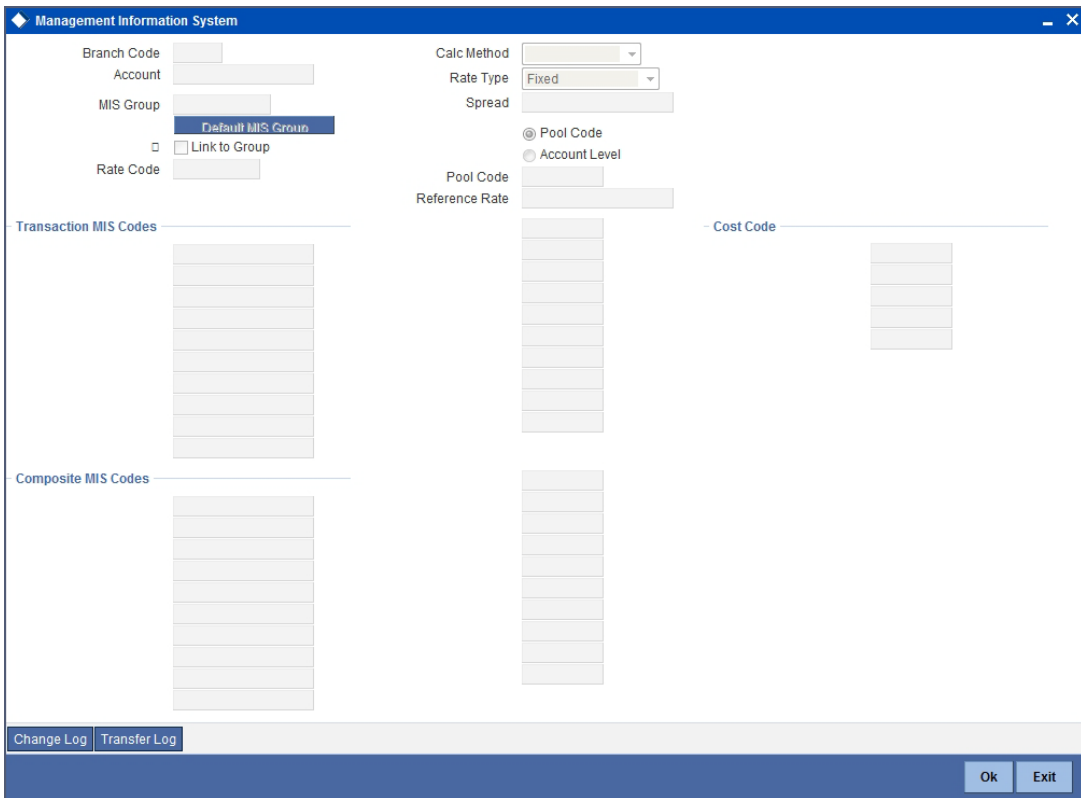 Management Information System
Branch Code
Account
MIS Group
Default MIS Group
Link to Group
Rate Code
Calc Method
Rate Type Fixed
Spread
Pool Code
Account Level
Pool Code
Reference Rate
Transaction MIS Codes
Cost Code
Composite MIS Codes
Change Log Transfer Log
Ok Exit